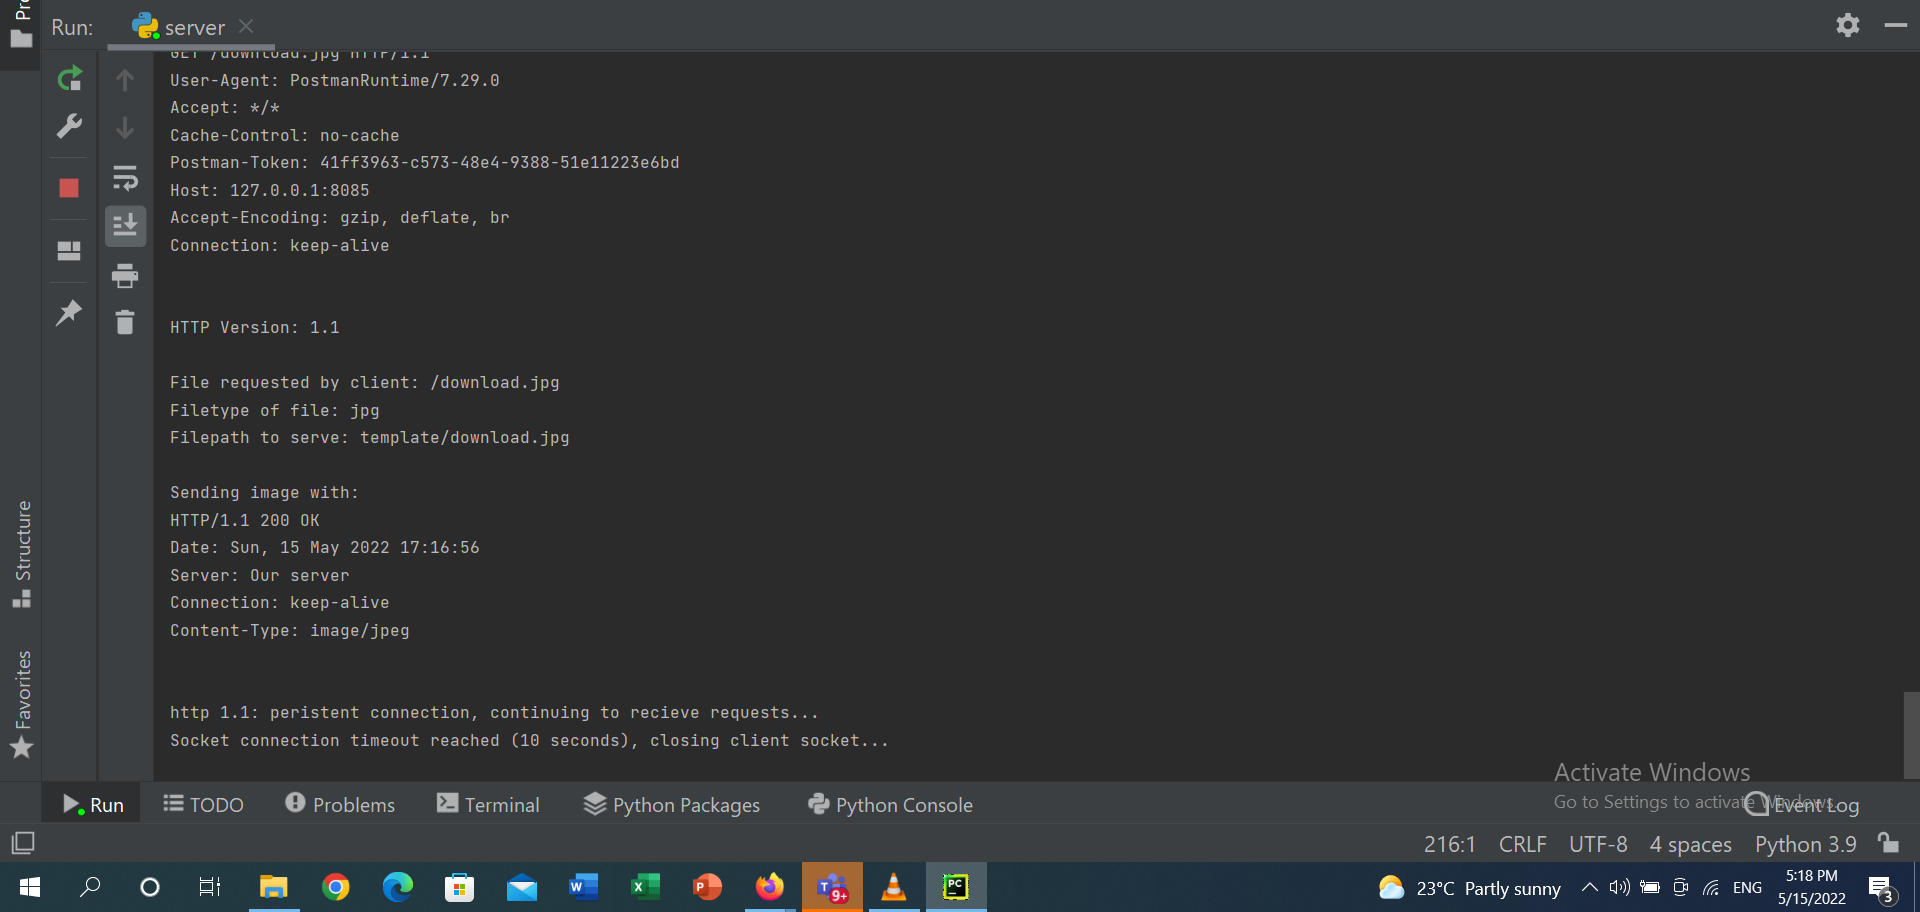 Run: server
GET /download.jpg HTTP/1.1
User-Agent: PostmanRuntime/7.29.0
Accept: */*
Cache-Control: no-cache
Postman-Token: 41ff3963-c573-48e4-9388-51e11223e6bd
Host: 127.0.0.1:8085
Accept-Encoding: gzip, deflate, br
Connection: keep-alive
HTTP Version: 1.1
File requested by client: /download.jpg
Filetype of file: jpg
Filepath to serve: template/download.jpg
Sending image with:
HTTP/1.1 200 OK
Date: Sun, 15 May 2022 17:16:56
Server: Our server
Connection: keep-alive
Content-Type: image/jpeg
http 1.1: peristent connection, continuing to recieve requests...
Socket connection timeout reached (10 seconds), closing client socket...
Structure
Favorites
Activate Windows
Go to Settings to activate Windows.
Run TODO Problems Terminal Python Packages Python Console Event Log
216:1 CRLF UTF-8 4 spaces Python 3.9
W X P T 9+ PC
23°C Partly sunny ENG
5:18 PM
5/15/2022
3